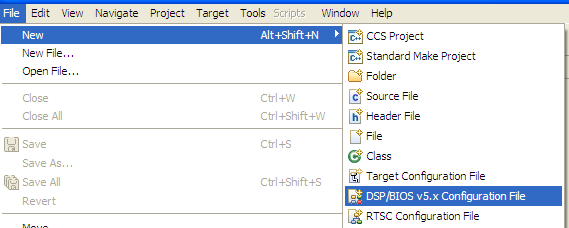 File Edit View Navigate Project Target Tools Scripts Window Help
New Alt+Shift+N
New File...
Open File...
Close Ctrl+W
Close All Ctrl+Shift+W
Save Ctrl+S
Save As...
Save All Ctrl+Shift+S
Revert
Move
CCS Project
Standard Make Project
Folder
Source File
Header File
File
Class
Target Configuration File
DSP/BIOS v5.x Configuration File
RTSC Configuration File